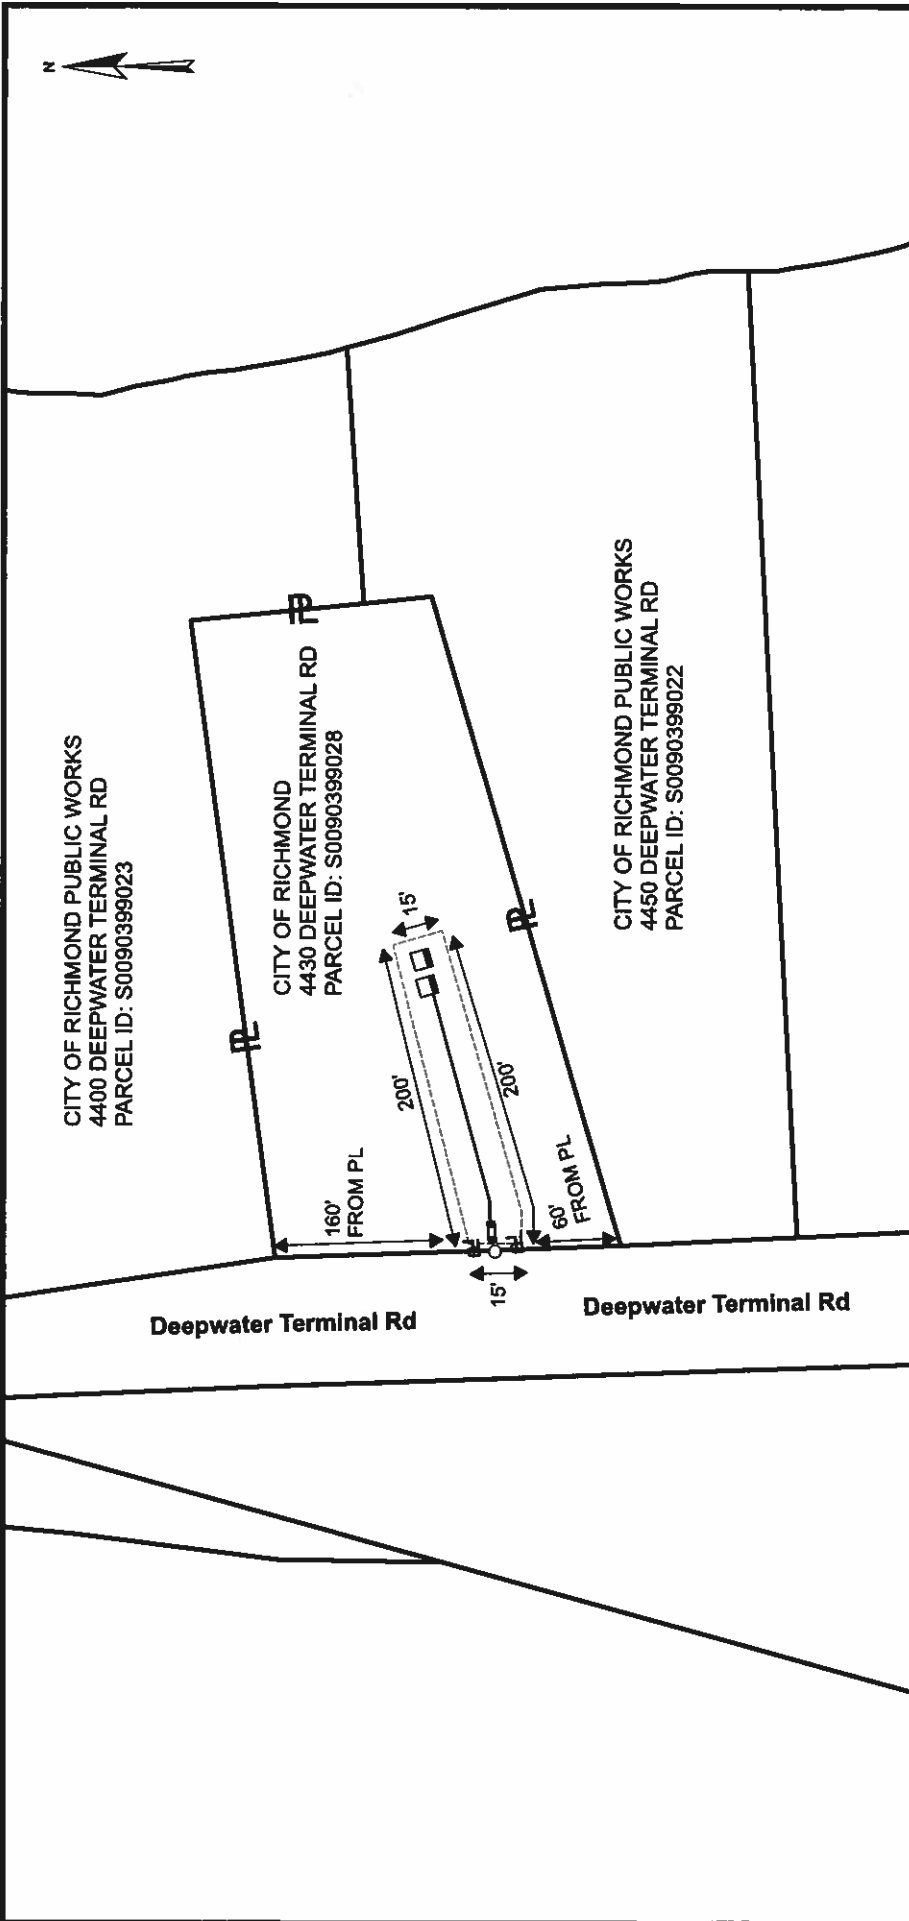 N
CITY OF RICHMOND PUBLIC WORKS
4400 DEEPWATER TERMINAL RD
PARCEL ID: S0090399023
PL
PL
CITY OF RICHMOND
4430 DEEPWATER TERMINAL RD
PARCEL ID: S0090399028
160'
FROM PL
200'
15'
200'
PL
60'
FROM PL
15'
CITY OF RICHMOND PUBLIC WORKS
4450 DEEPWATER TERMINAL RD
PARCEL ID: S0090399022
Deepwater Terminal Rd
Deepwater Terminal Rd